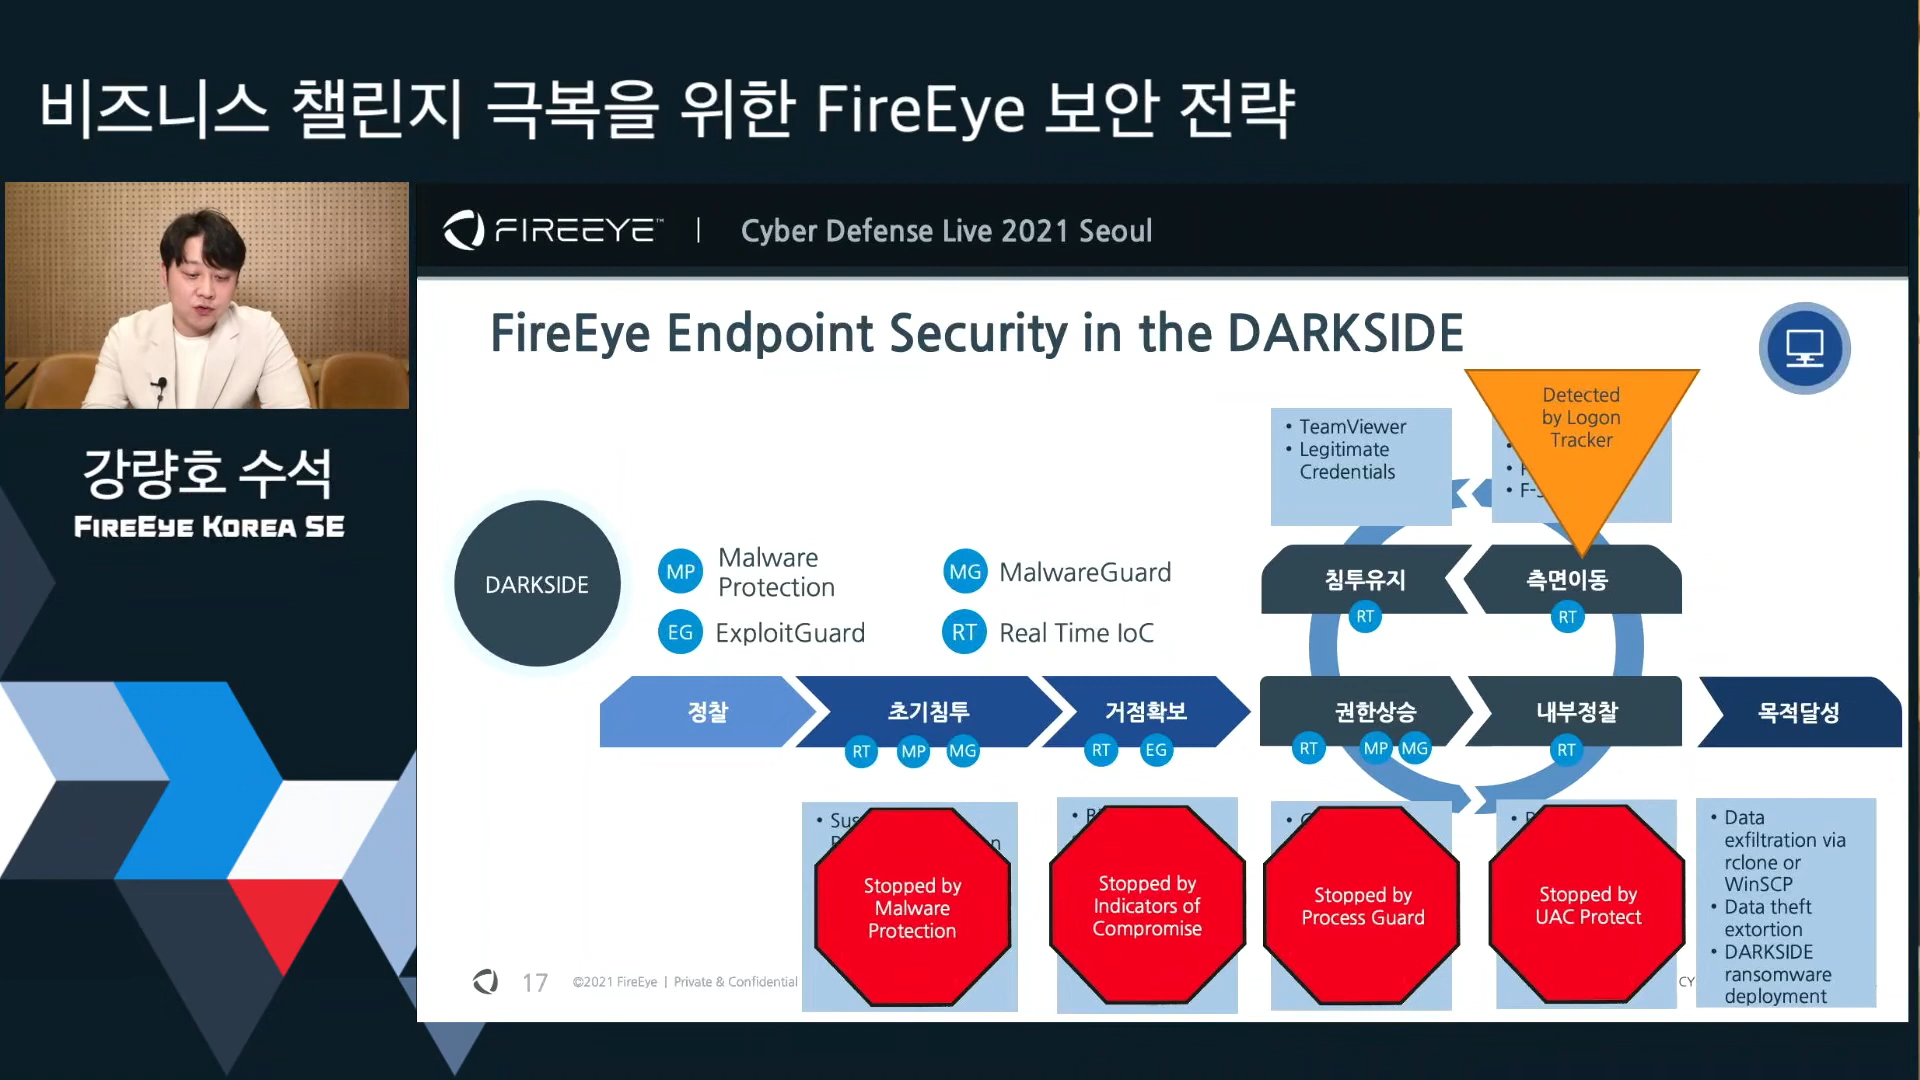 비즈니스 챌린지 극복을 위한 FireEye 보안 전략
FIREEYE™ | Cyber Defense Live 2021 Seoul
강량호 수석
FireEye Korea SE
FireEye Endpoint Security in the DARKSIDE
Detected
by Logon
Tracker
• TeamViewer
• Legitimate
Credentials
DARKSIDE
MP Malware
Protection
MG MalwareGuard
EG ExploitGuard
RT Real Time IoC
침투유지
RT
측면이동
RT
정찰
초기침투
RT MP MG
거점확보
RT EG
권한상승
RT MP MG
내부정찰
RT
목적달성
Stopped by
Malware
Protection
Stopped by
Indicators of
Compromise
Stopped by
Process Guard
Stopped by
UAC Protect
• Data
exfiltration via
rclone or
WinSCP
• Data theft
extortion
• DARKSIDE
ransomware
deployment
17 ©2021 FireEye | Private & Confidential